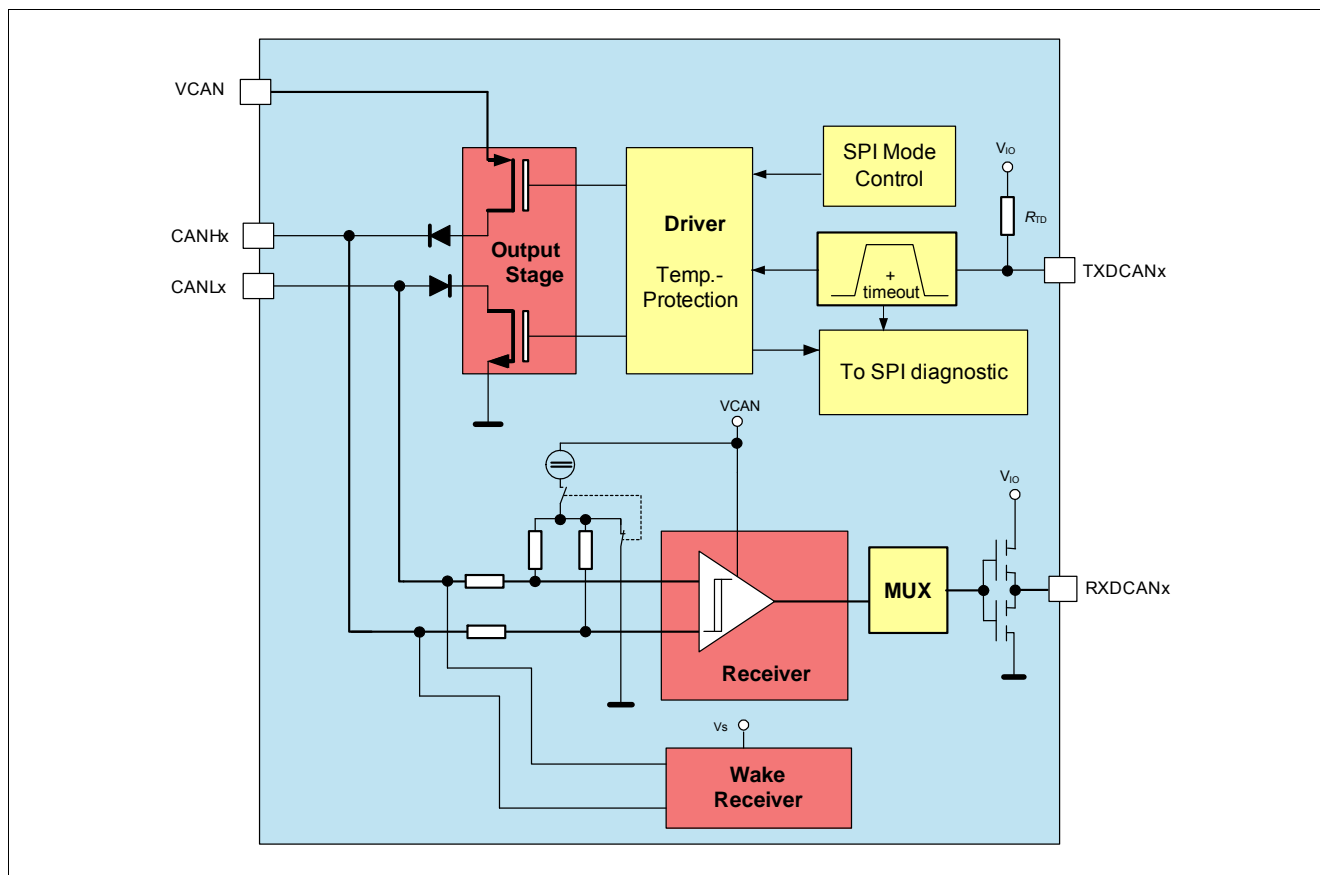 VCAN
SPI Mode
Control
VIO
RTD
CANHx
Driver
Output
Stage
TXDCANx
CANLx
Temp.-
Protection
+
timeout
To SPI diagnostic
VCAN
VIO
MUX
RXDCANx
Receiver
Vs
Wake
Receiver